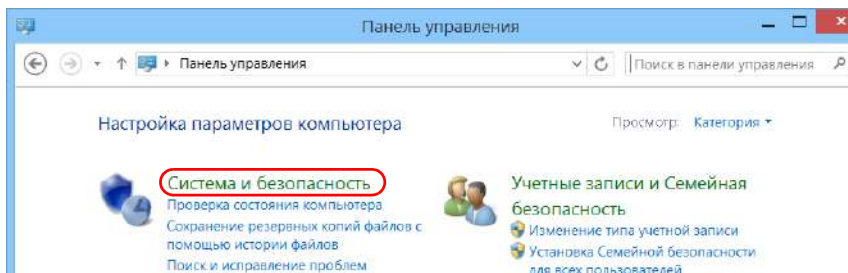 Панель управления
Панель управления
Поиск в панели управления
Настройка параметров компьютера
Просмотр: Категория
Система и безопасность
Проверка состояния компьютера
Сохранение резервных копий файлов с
помощью истории файлов
Поиск и исправление проблем
Учетные записи и Семейная
безопасность
Изменение типа учетной записи
Установка Семейной безопасности
для всех пользователей